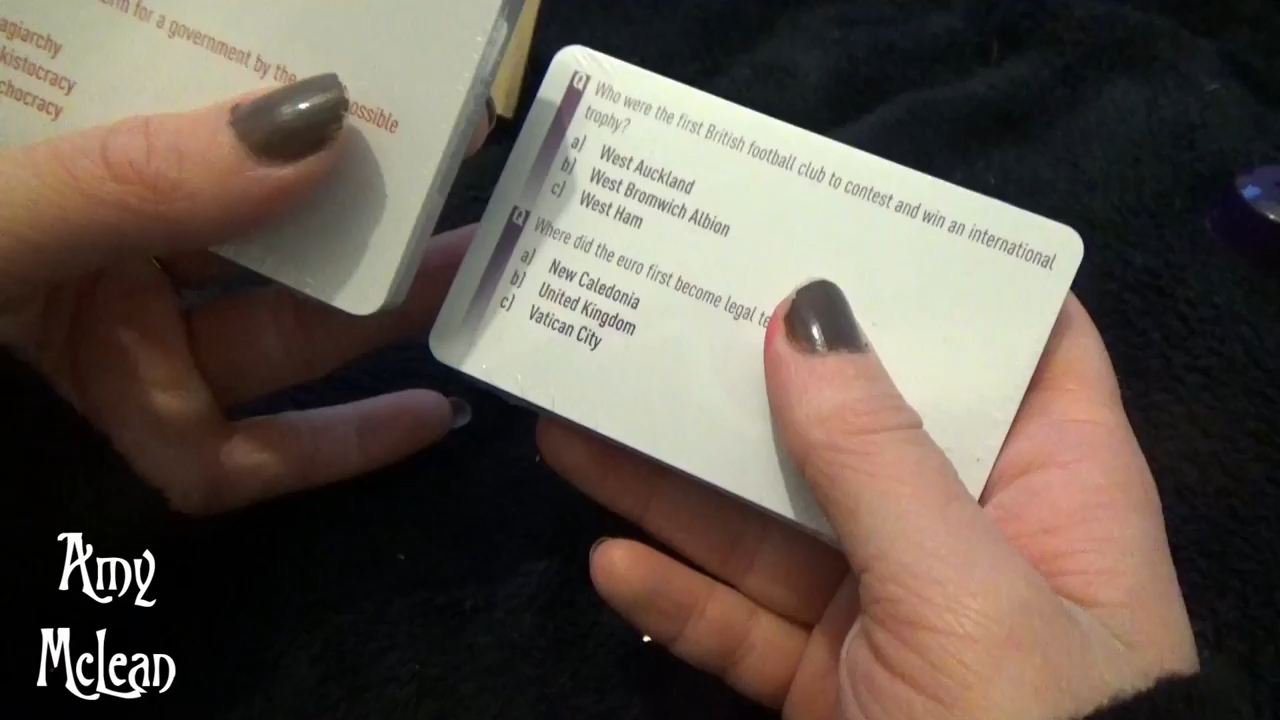 rm for a government by the
ossible
agiarchy
kistocracy
chocracy
Q Who were the first British football club to contest and win an international
trophy?
a) West Auckland
b) West Bromwich Albion
c) West Ham
Q Where did the euro first become legal te
a) New Caledonia
b) United Kingdom
c) Vatican City
Amy
McLean